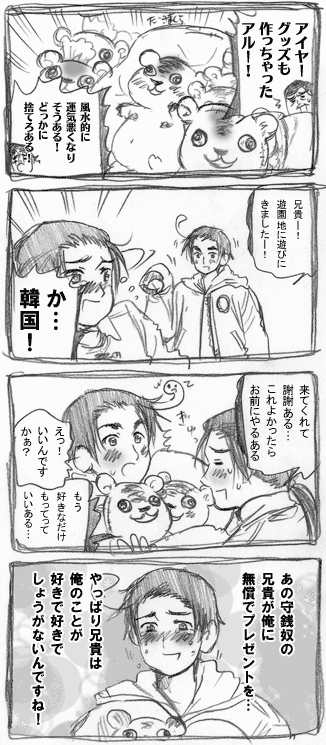 アイヤー!
グッズも
作っちゃった
アルー!
だきまくら
風水的に
運気悪くなり
そうある!
どっかに
捨てろある!
兄貴ー!
遊園地に遊びに
きましたー!
か…
韓国!
来てくれて
謝謝ある…
これよかったら
お前にやるある
ぎゅ
えっ!
いいんです
かぁ?
もう
好きなだけ
もってって
いいある…
あの守銭奴の
兄貴が俺に
無償でプレゼントを…
やっぱり兄貴は
俺のことが
好きで好きで
しょうがないんですね!